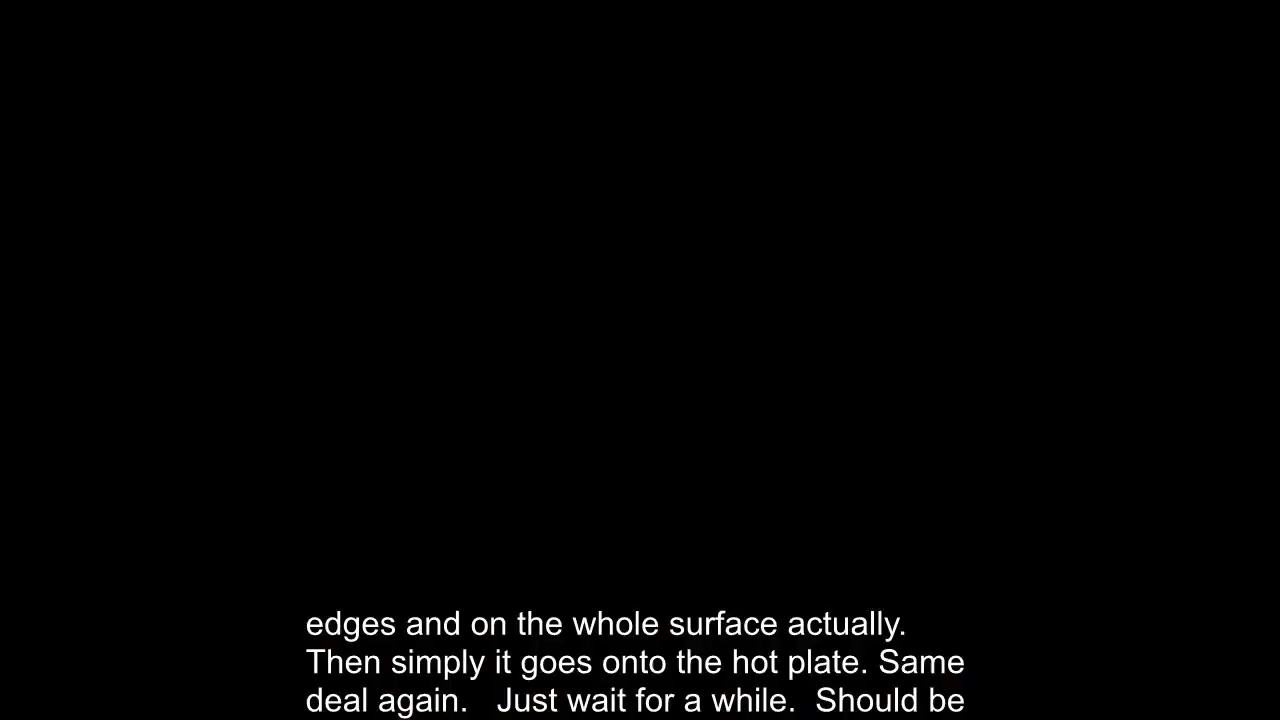 edges and on the whole surface actually.
Then simply it goes onto the hot plate. Same
deal again.   Just wait for a while.  Should be